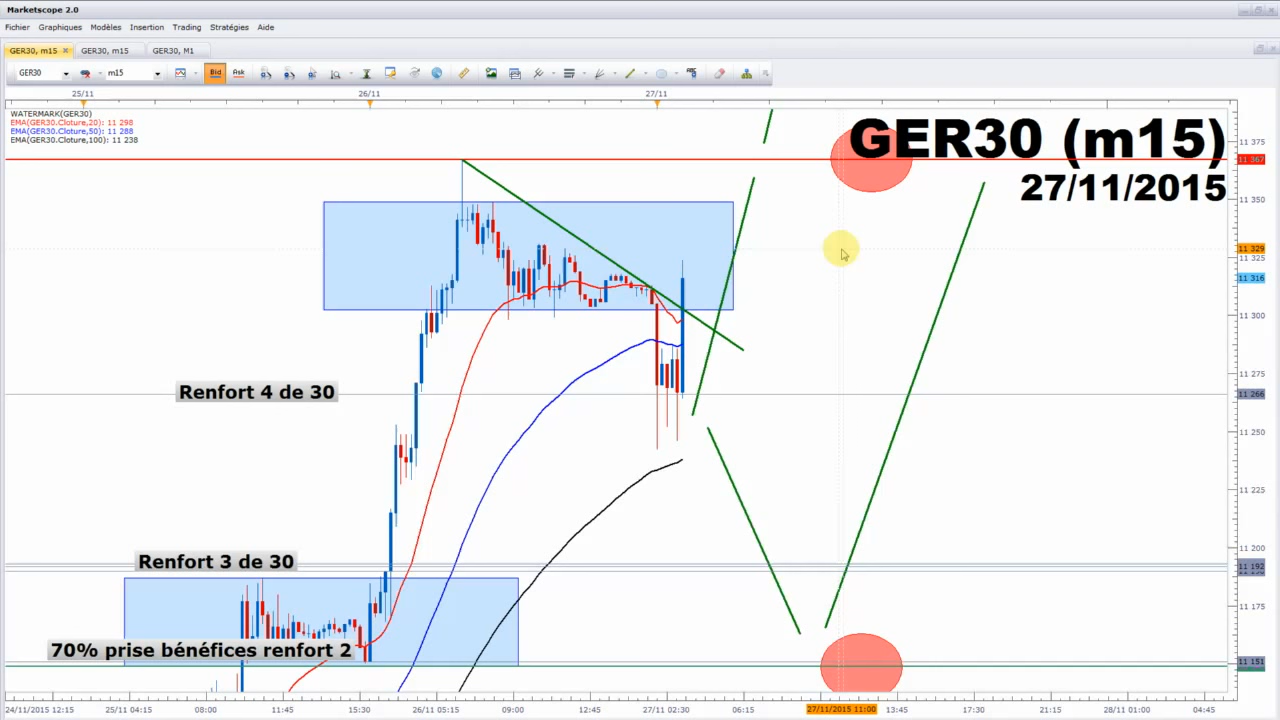 Marketscope 2.0
Fichier Graphiques Modèles Insertion Trading Stratégies Aide
GER30, m15 GER30, m15 GER30, M1
GER30 m15 Bid Ask
25/11 26/11 27/11
WATERMARK(GER30)
EMA(GER30.Cloture,20): 11 298
EMA(GER30.Cloture,50): 11 288
EMA(GER30.Cloture,100): 11 238
GER30 (m15)
27/11/2015
11 375
11 367
11 350
11 329
11 325
11 316
11 300
11 275
11 266
11 250
11 225
11 200
11 192
11 175
11 151
Renfort 4 de 30
Renfort 3 de 30
70% prise bénéfices renfort 2
24/11/2015 12:15 25/11 04:15 08:00 11:45 26/11 05:15 09:00 12:45 27/11 02:30 06:15 27/11/2015 11:00 13:45 17:30 21:15 28/11 01:00 04:45